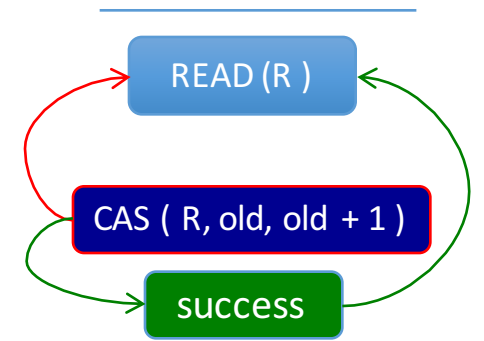 READ (R )
CAS ( R, old, old + 1 )
success